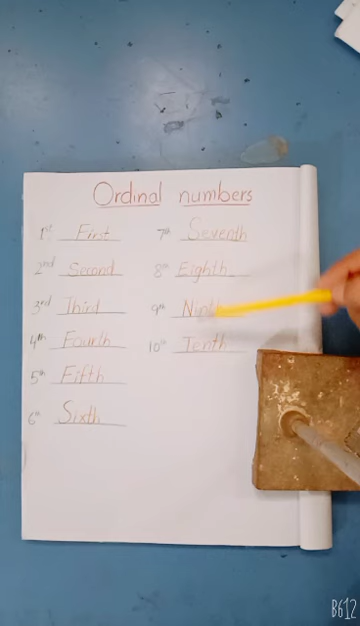 Ordinal numbers
1st First
2nd Second
3rd Third
4th Fourth
5th Fifth
6th Sixth
7th Seventh
8th Eighth
9th Ninth
10th Tenth
B612